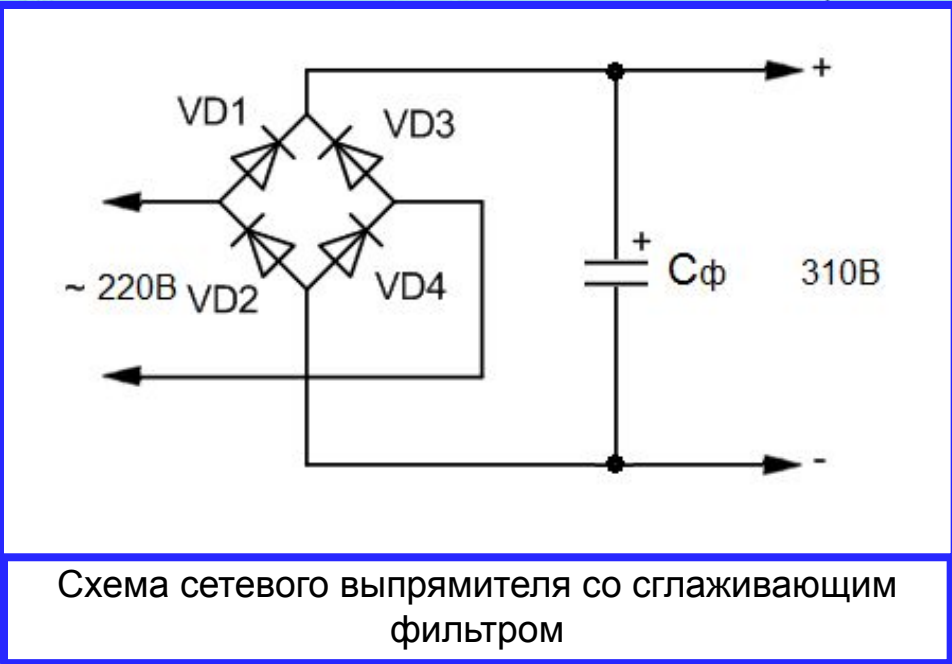 VD1
VD3
+
~ 220В
VD2
VD4
+
Сф
310В
-
Схема сетевого выпрямителя со сглаживающим
фильтром